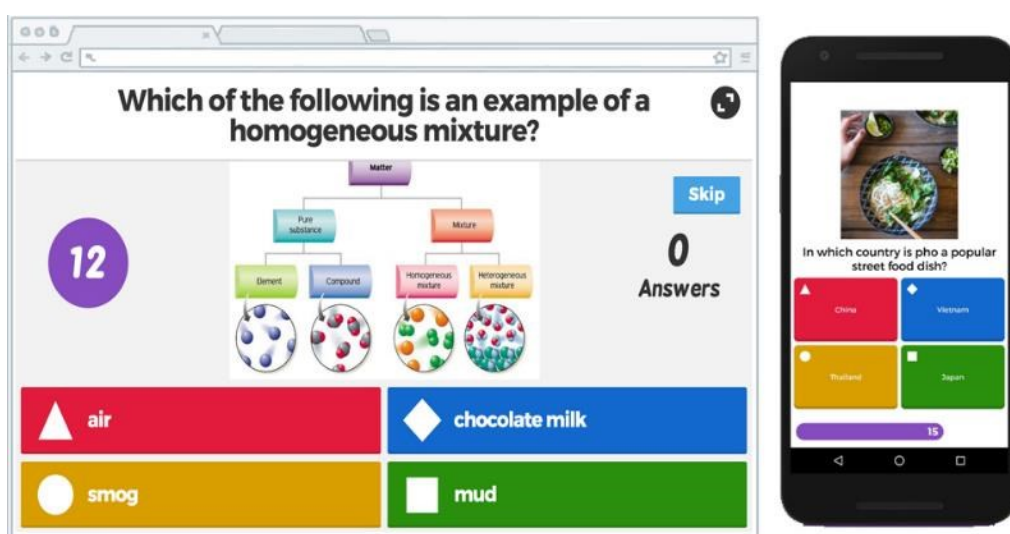 Which of the following is an example of a
homogeneous mixture?
12
Matter
Pure
substance
Mixture
Element
Compound
Homogeneous
mixture
Heterogeneous
mixture
Skip
0
Answers
air
chocolate milk
smog
mud
In which country is pho a popular
street food dish?
China
Vietnam
Thailand
Japan
15